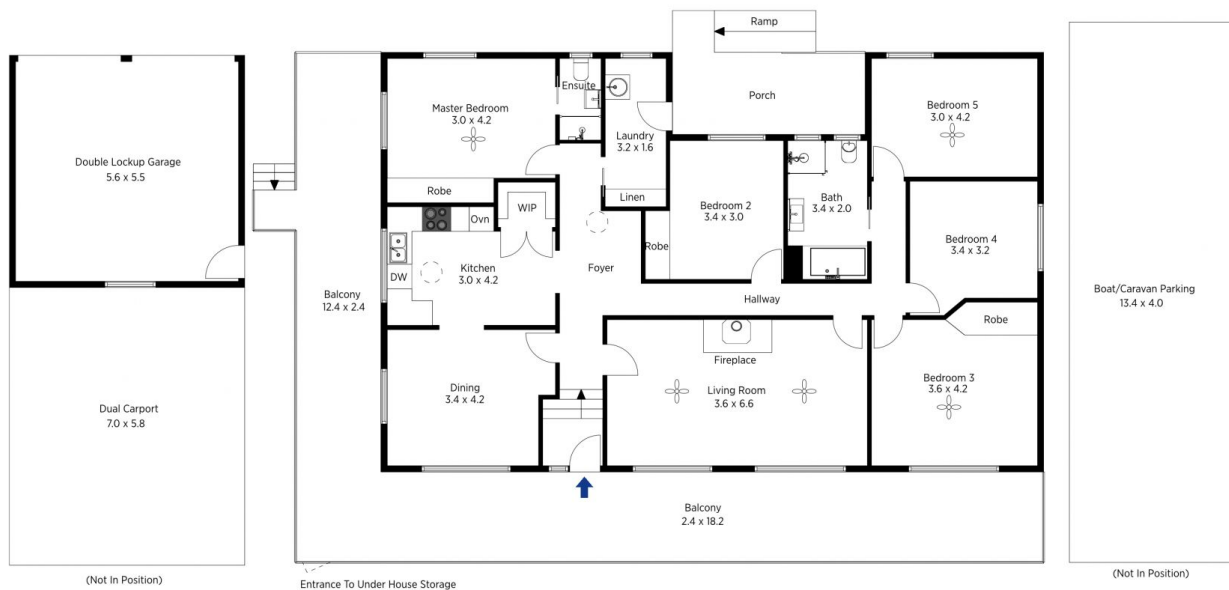 Ramp
Ensuite
Master Bedroom
3.0 x 4.2
Porch
Bedroom 5
3.0 x 4.2
Laundry
3.2 x 1.6
Double Lockup Garage
5.6 x 5.5
Robe
WIP
Linen
Bedroom 2
3.4 x 3.0
Bath
3.4 x 2.0
Ovn
Robe
Bedroom 4
3.4 x 3.2
DW
Kitchen
3.0 x 4.2
Foyer
Balcony
12.4 x 2.4
Hallway
Boat/Caravan Parking
13.4 x 4.0
Robe
Fireplace
Dining
3.4 x 4.2
Living Room
3.6 x 6.6
Bedroom 3
3.6 x 4.2
Dual Carport
7.0 x 5.8
Balcony
2.4 x 18.2
(Not In Position)
Entrance To Under House Storage
(Not In Position)